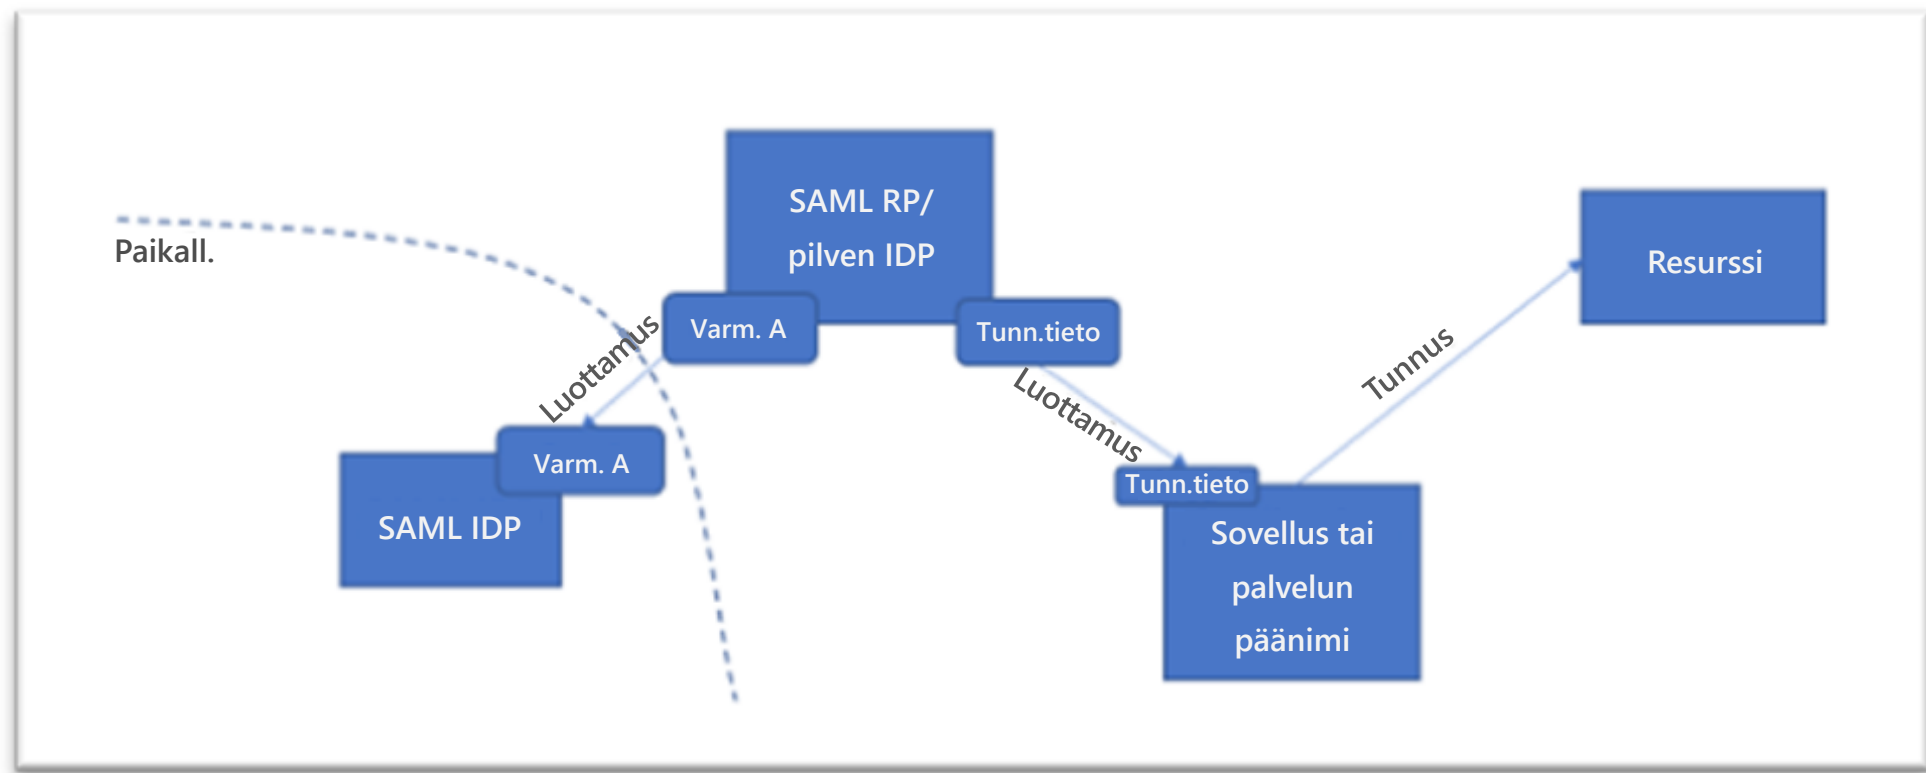 SAML RP/
pilven IDP
Paikall.
Resurssi
Varm. A
Tunn.tieto
Luottamus
Luottamus
Tunnus
Varm. A
SAML IDP
Tunn.tieto
Sovellus tai
palvelun
päänimi